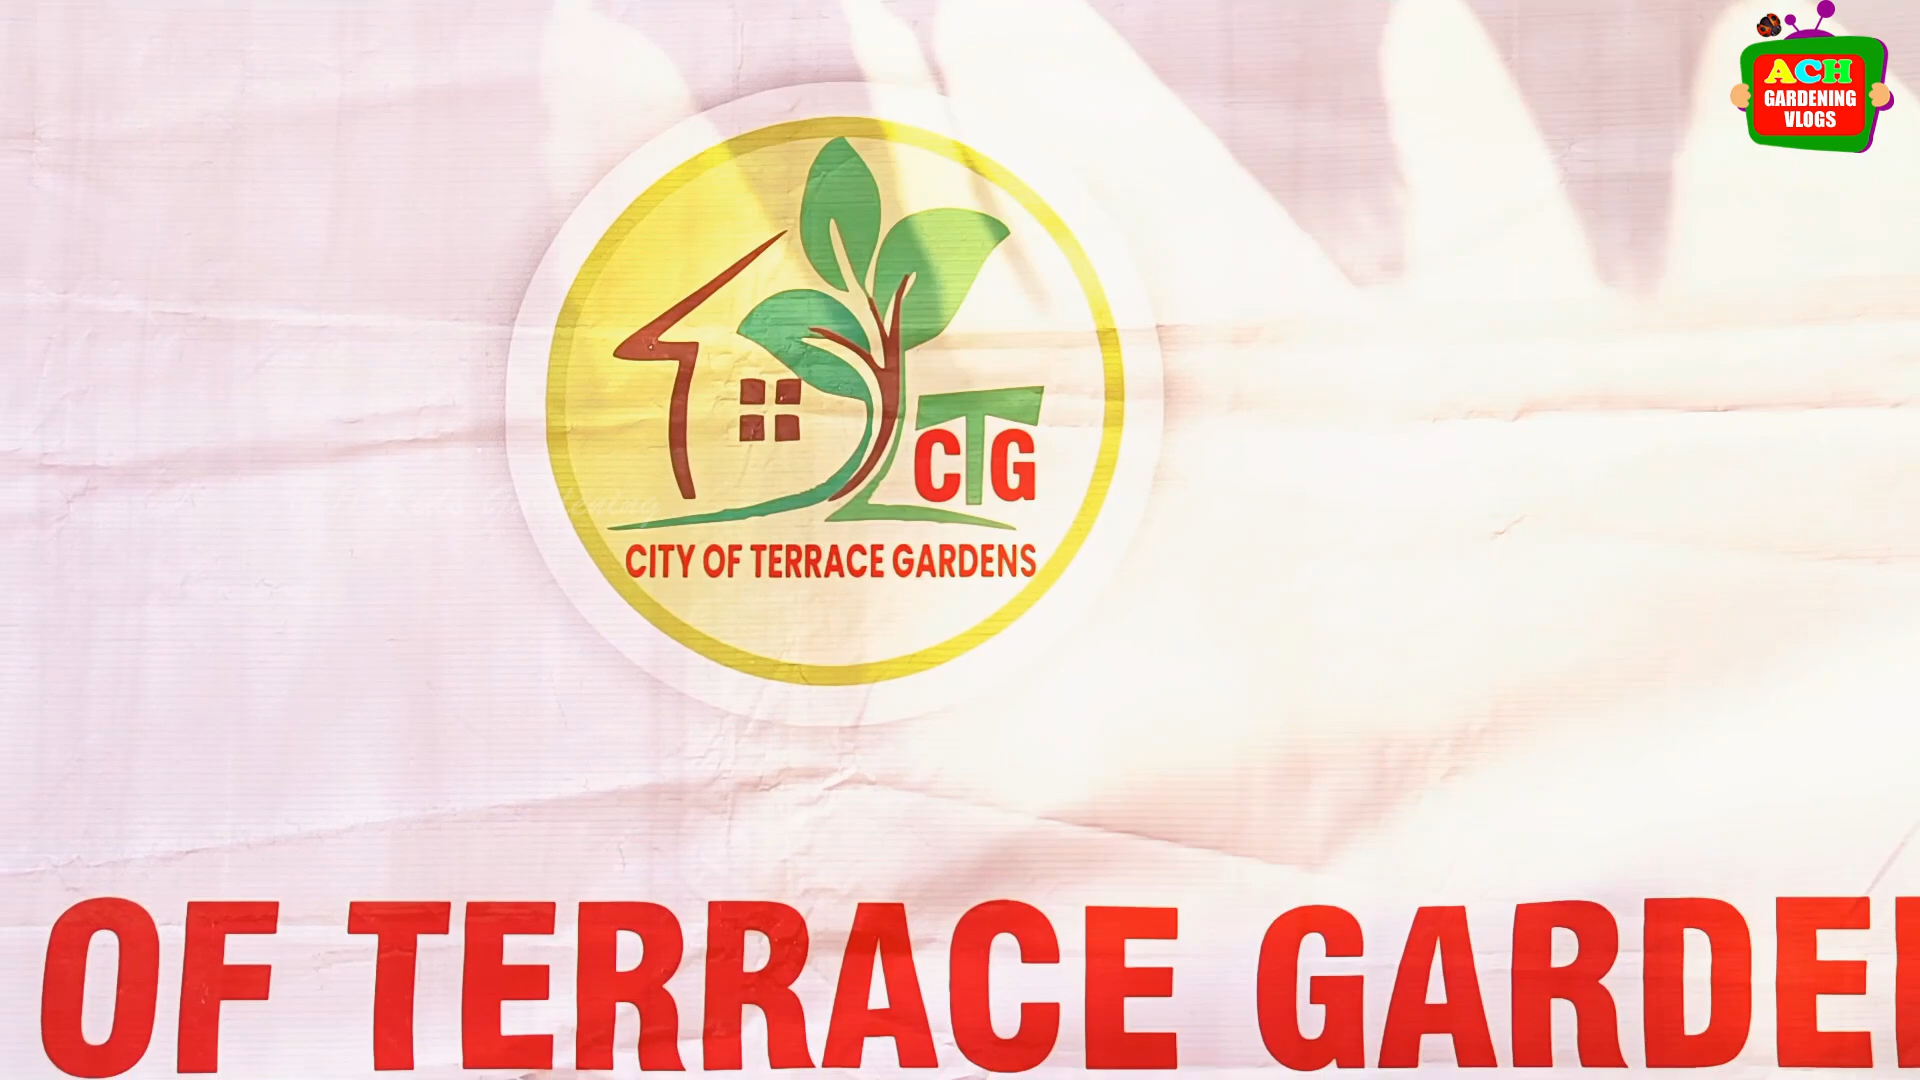 ACH
GARDENING
VLOGS
CTG
CITY OF TERRACE GARDENS
OF TERRACE GARDE